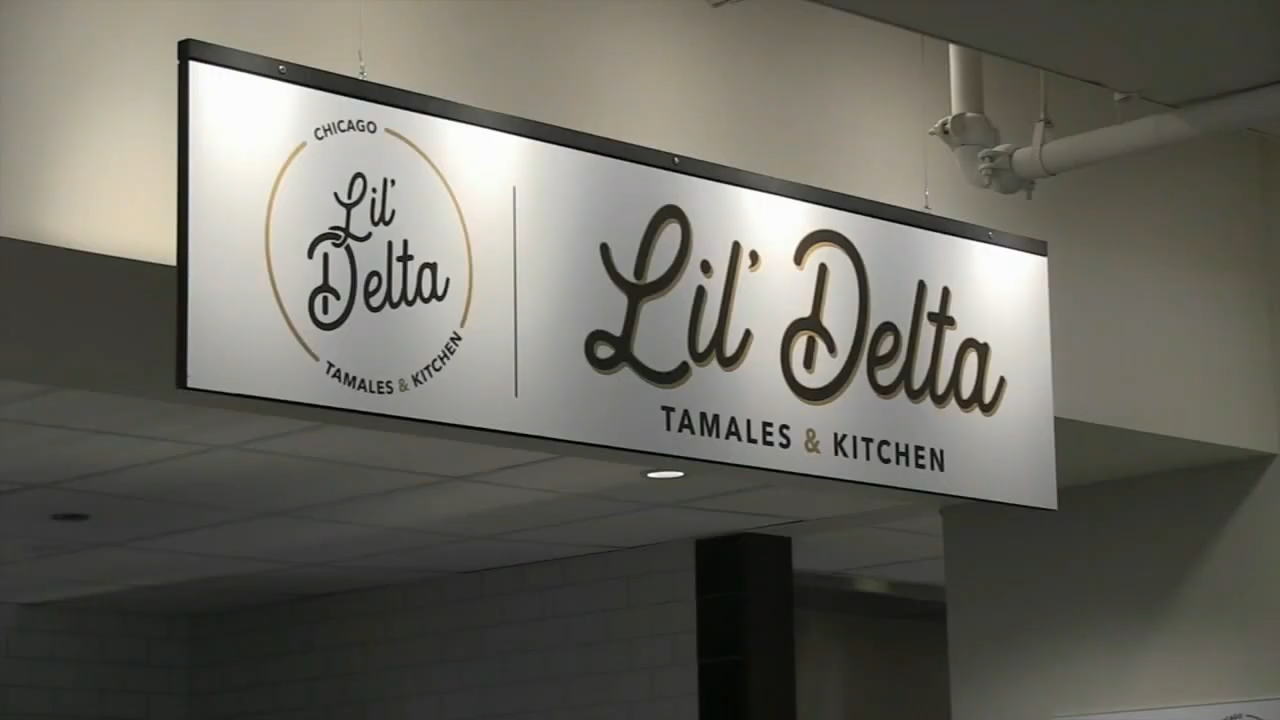 CHICAGO
Lil'
Delta
TAMALES & KITCHEN
Lil' Delta
TAMALES & KITCHEN